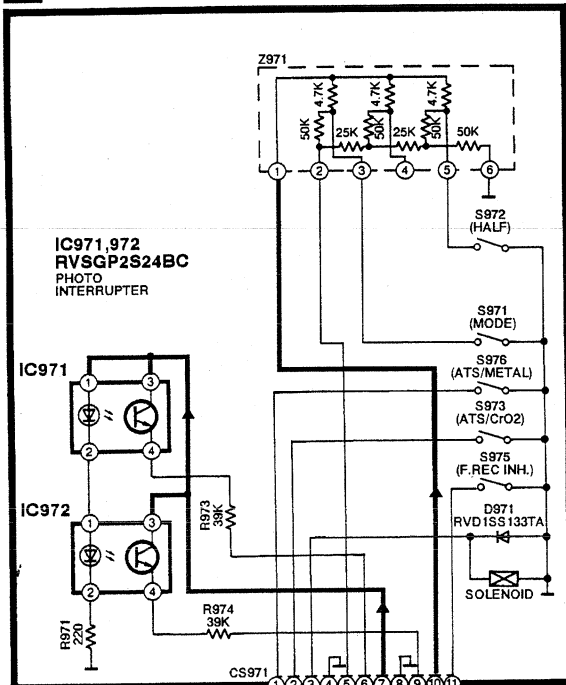 Z971
4.7K
4.7K
4.7K
50K
50K
50K
25K
25K
50K
1
2
3
4
5
6
S972
(HALF)
IC971,972
RVSGP2S24BC
PHOTO
INTERRUPTER
S971
(MODE)
IC971
1
3
S976
(ATS/METAL)
S973
(ATS/CrO2)
2
4
S975
(F.REC INH.)
IC972
1
3
R973
39K
D971
RVD1SS133TA
2
4
SOLENOID
R971
220
R974
39K
CS971
1 2 3 4 5 6 7 8 9 10 11